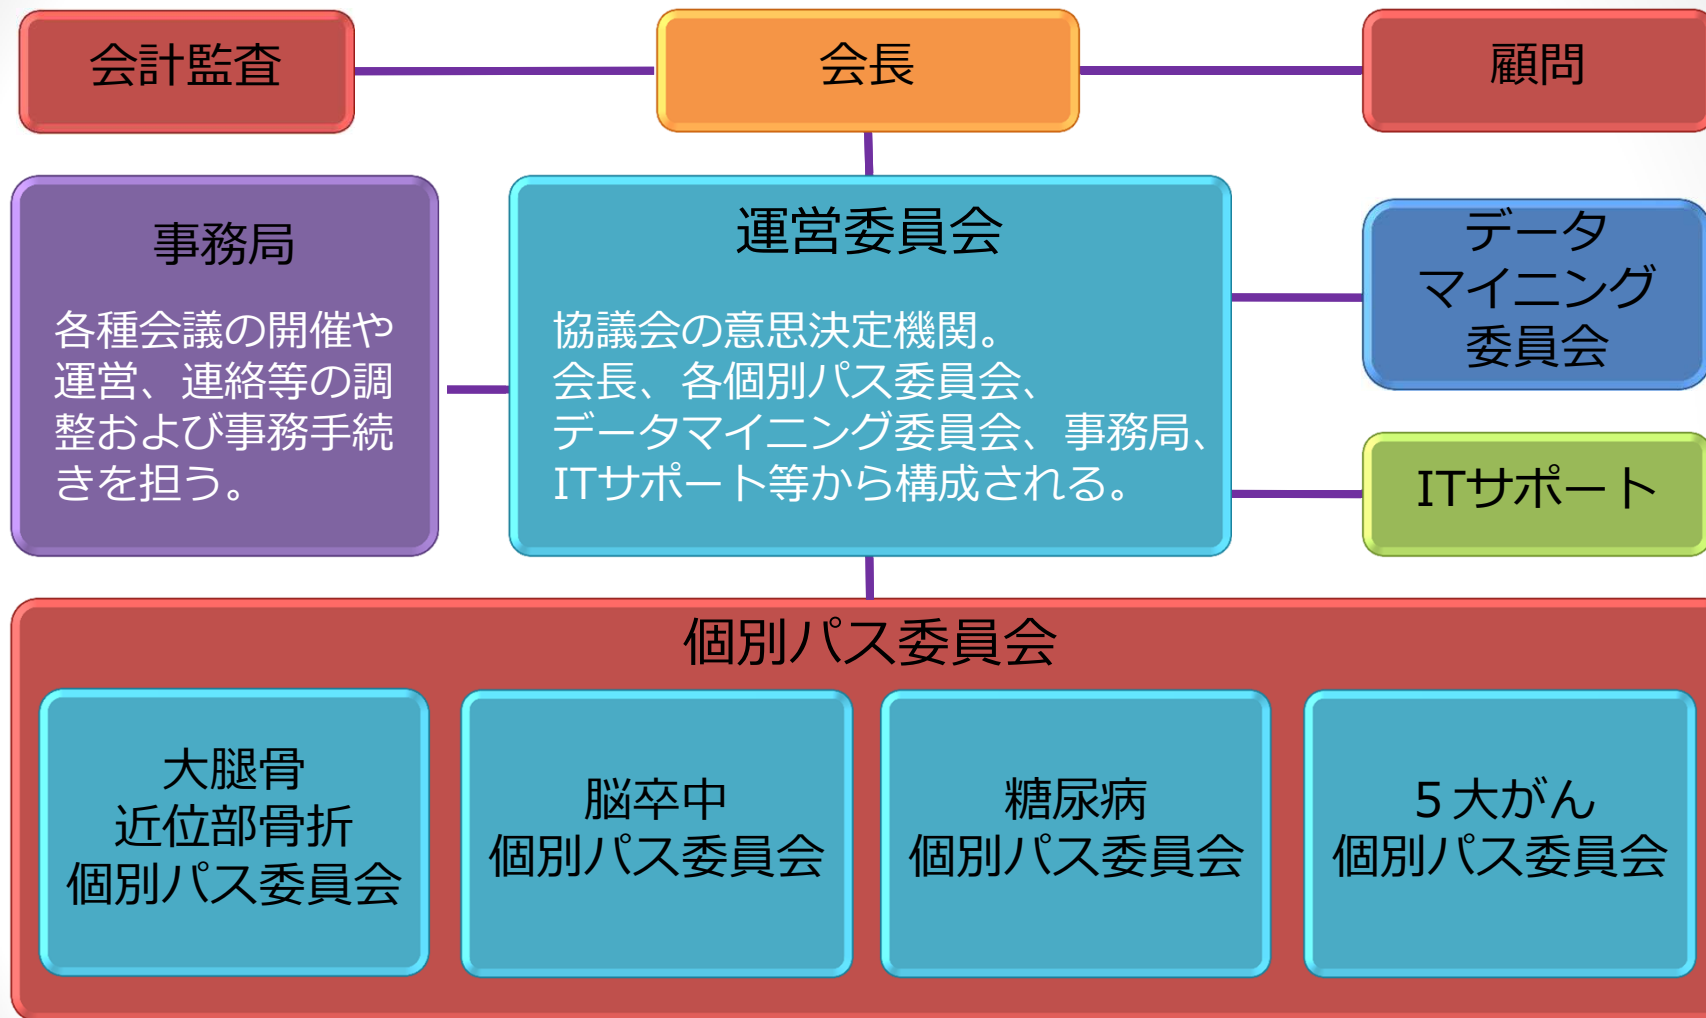 会計監査
会長
顧問
事務局
各種会議の開催や
運営、連絡等の調
整および事務手続
きを担う。
運営委員会
協議会の意思決定機関。
会長、各個別パス委員会、
データマイニング委員会、事務局、
ITサポート等から構成される。
データ
マイニング
委員会
ITサポート
個別パス委員会
大腿骨
近位部骨折
個別パス委員会
脳卒中
個別パス委員会
糖尿病
個別パス委員会
５大がん
個別パス委員会